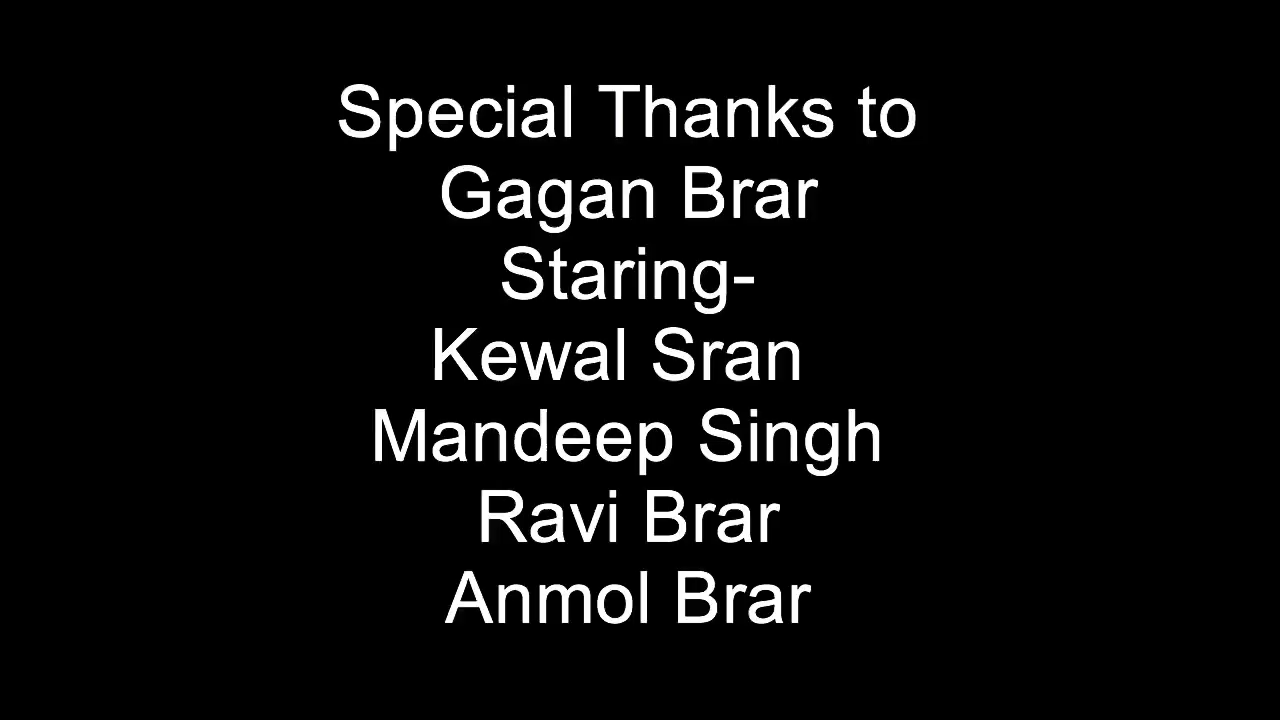 Special Thanks to
Gagan Brar
Staring-
Kewal Sran
Mandeep Singh
Ravi Brar
Anmol Brar